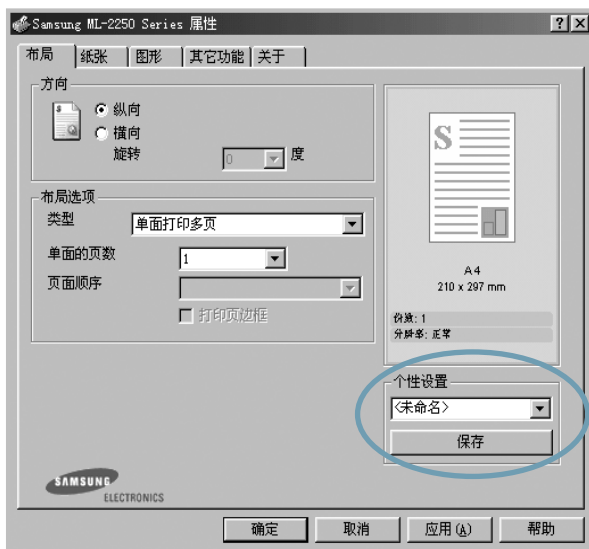 Samsung ML-2250 Series 属性
布局 纸张 图形 其它功能 关于
方向
纵向
横向
旋转 0 度
布局选项
类型 单面打印多页
单面的页数 1
页面顺序
打印页边框
S
A4
210 x 297 mm
份数: 1
分辨率: 正常
个性设置
<未命名>
保存
SAMSUNG
ELECTRONICS
确定 取消 应用(A) 帮助